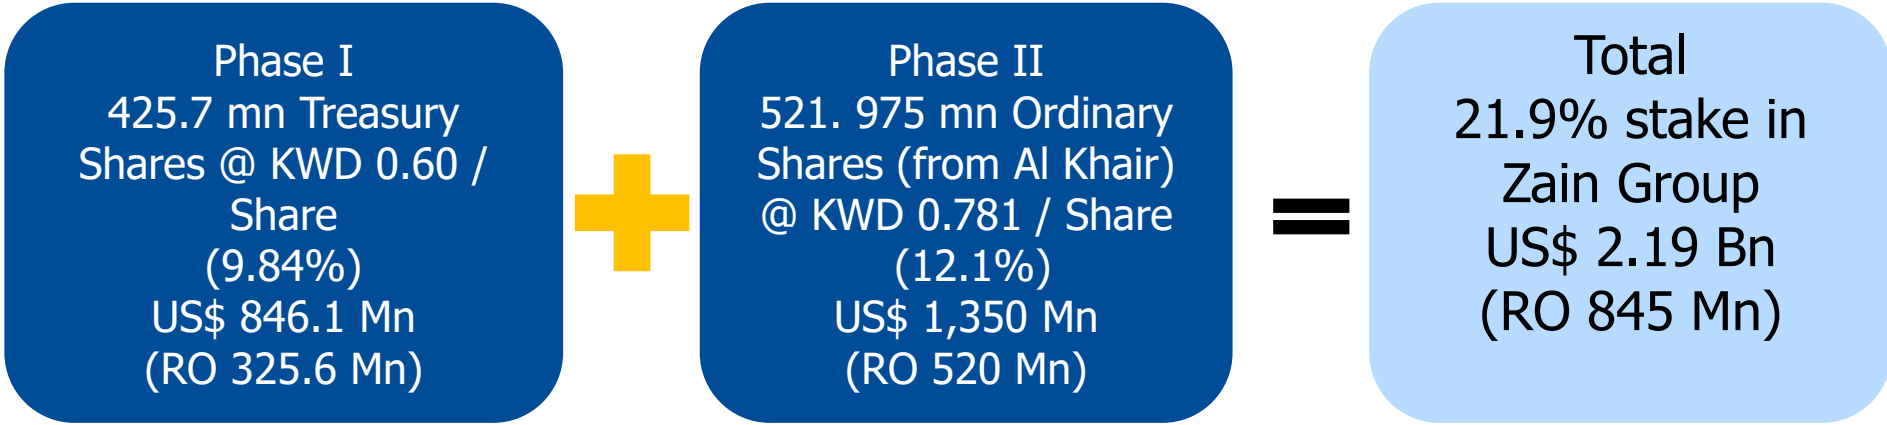 Phase I
425.7 mn Treasury
Shares @ KWD 0.60 /
Share
(9.84%)
US$ 846.1 Mn
(RO 325.6 Mn)
Phase II
521. 975 mn Ordinary
Shares (from Al Khair)
@ KWD 0.781 / Share
(12.1%)
US$ 1,350 Mn
(RO 520 Mn)
Total
21.9% stake in
Zain Group
US$ 2.19 Bn
(RO 845 Mn)